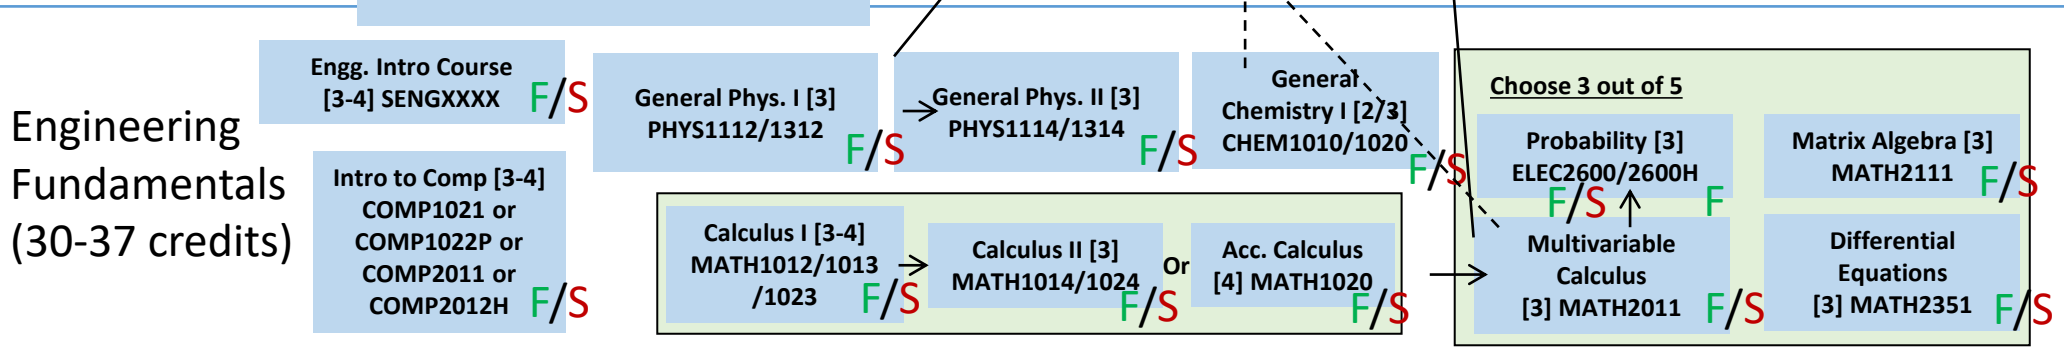 Engineering
Fundamentals
(30-37 credits)
Engg. Intro Course
[3-4] SENGXXXX
F/S
Intro to Comp [3-4]
COMP1021 or
COMP1022P or
COMP2011 or
COMP2012H
F/S
General Phys. I [3]
PHYS1112/1312
F/S
General Phys. II [3]
PHYS1114/1314
F/S
General
Chemistry I [2/3]
CHEM1010/1020
F/S
Calculus I [3-4]
MATH1012/1013
/1023
F/S
Calculus II [3]
MATH1014/1024
F/S
Or
Acc. Calculus
[4] MATH1020
F/S
Choose 3 out of 5
Probability [3]
ELEC2600/2600H
F/S
F
Matrix Algebra [3]
MATH2111
F/S
Multivariable
Calculus
[3] MATH2011
F/S
Differential
Equations
[3] MATH2351
F/S